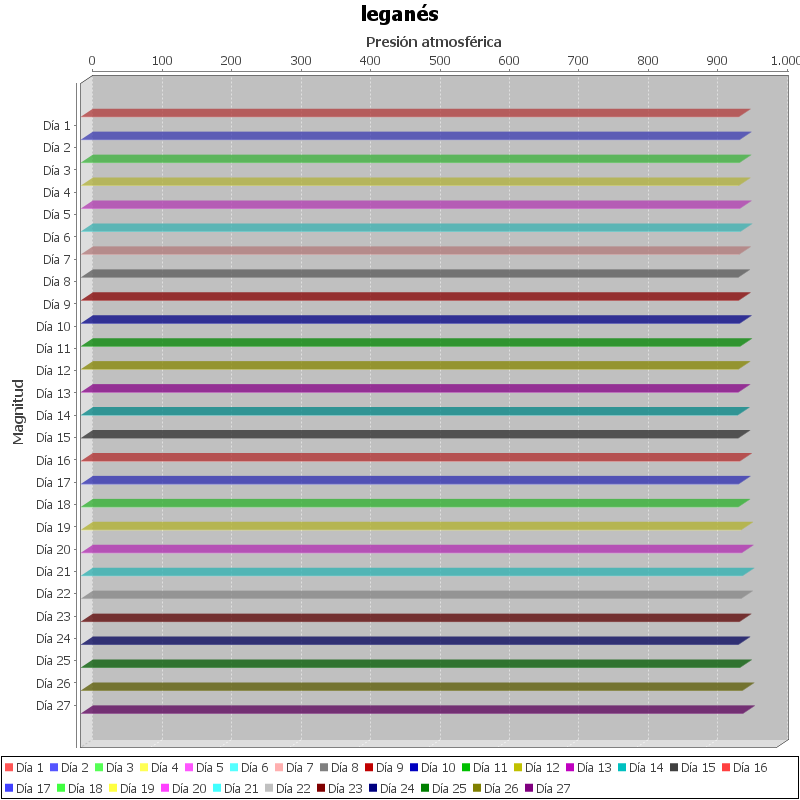 leganés
Presión atmosférica
0 100 200 300 400 500 600 700 800 900 1.000
Día 1
Día 2
Día 3
Día 4
Día 5
Día 6
Día 7
Día 8
Día 9
Día 10
Día 11
Día 12
Día 13
Día 14
Día 15
Día 16
Día 17
Día 18
Día 19
Día 20
Día 21
Día 22
Día 23
Día 24
Día 25
Día 26
Día 27
Magnitud
Día 1 Día 2 Día 3 Día 4 Día 5 Día 6 Día 7 Día 8 Día 9 Día 10 Día 11 Día 12 Día 13 Día 14 Día 15 Día 16
Día 17 Día 18 Día 19 Día 20 Día 21 Día 22 Día 23 Día 24 Día 25 Día 26 Día 27